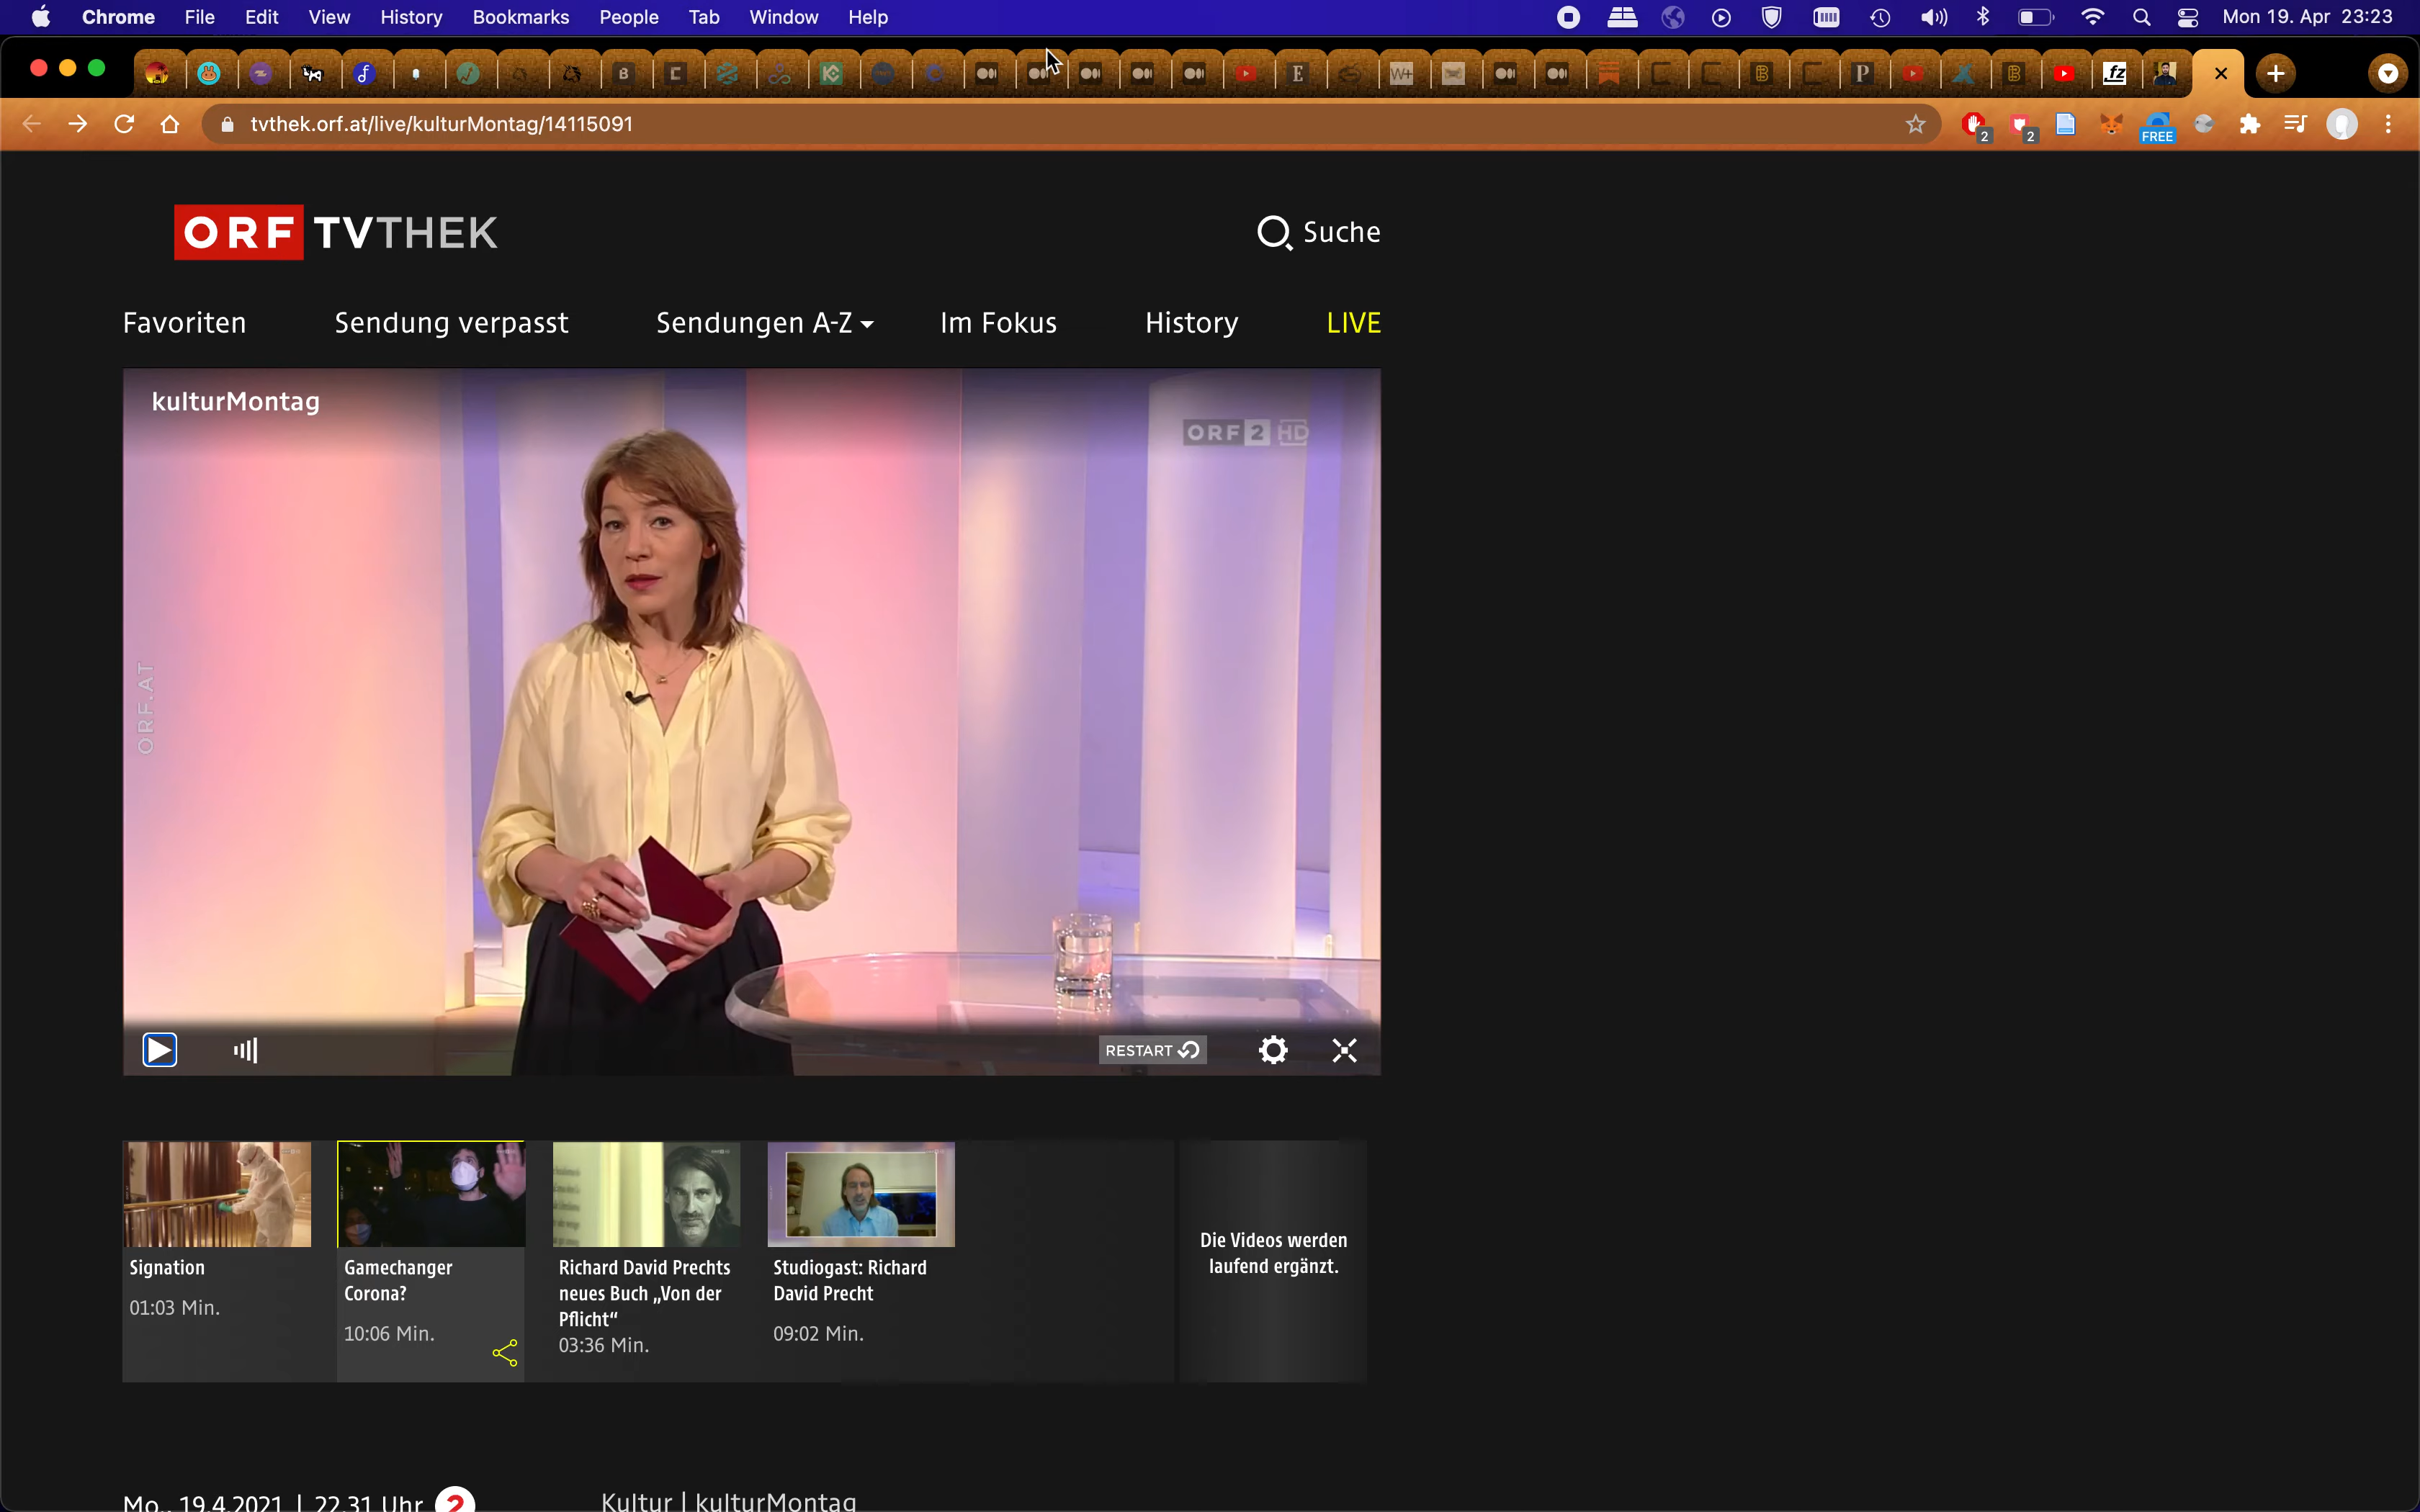 Chrome File Edit View History Bookmarks People Tab Window Help Mon 19. Apr 23:23
B K E W+ B P B fz
tvthek.orf.at/live/kulturMontag/14115091
2 2 FREE
ORF TVTHEK
Suche
Favoriten Sendung verpasst Sendungen A-Z Im Fokus History LIVE
kulturMontag
ORF 2 HD
ORF.AT
RESTART
Signation
01:03 Min.
Gamechanger
Corona?
10:06 Min.
Richard David Prechts
neues Buch „Von der
Pflicht“
03:36 Min.
Studiogast: Richard
David Precht
09:02 Min.
Die Videos werden
laufend ergänzt.
Mo., 19.4.2021 | 22.31 Uhr 2
Kultur | kulturMontag